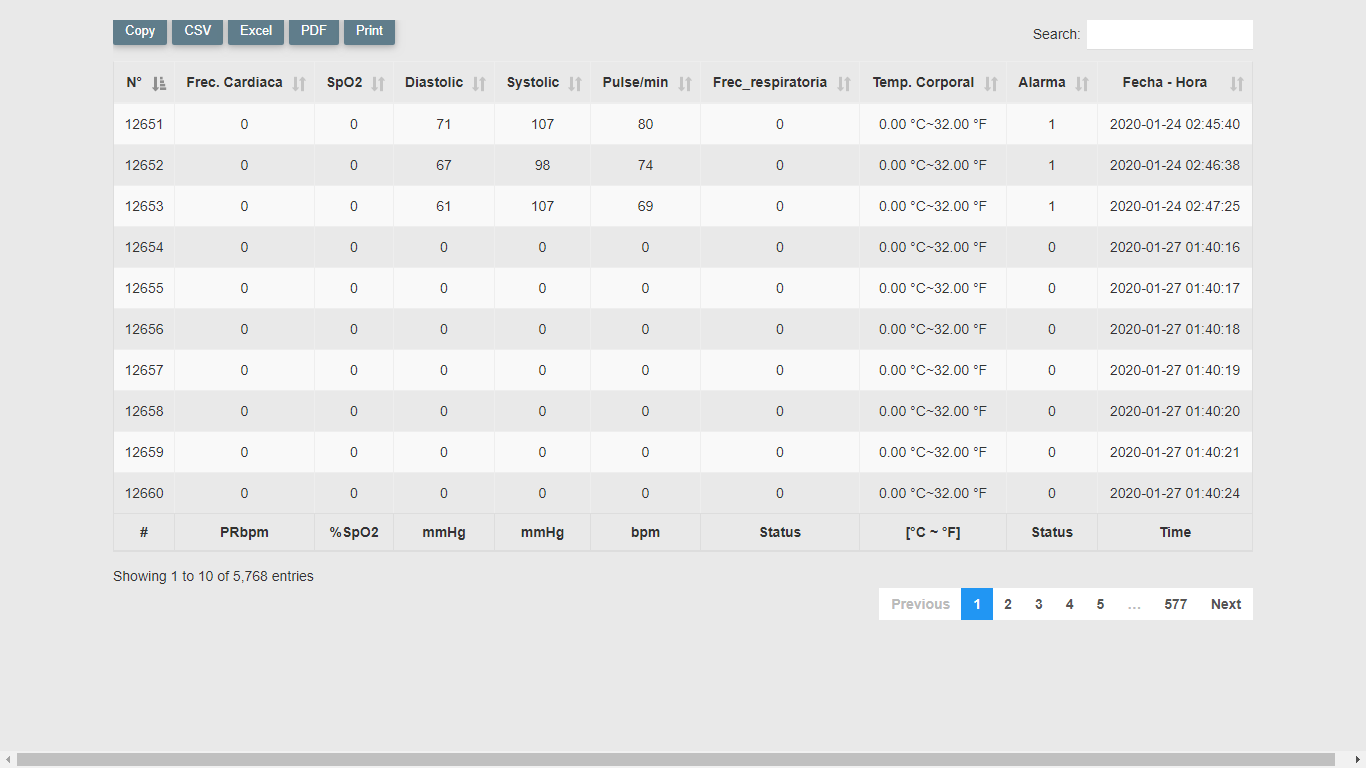 Copy CSV Excel PDF Print Search:
N° Frec. Cardiaca SpO2 Diastolic Systolic Pulse/min Frec_respiratoria Temp. Corporal Alarma Fecha - Hora
12651 0 0 71 107 80 0 0.00 °C~32.00 °F 1 2020-01-24 02:45:40
12652 0 0 67 98 74 0 0.00 °C~32.00 °F 1 2020-01-24 02:46:38
12653 0 0 61 107 69 0 0.00 °C~32.00 °F 1 2020-01-24 02:47:25
12654 0 0 0 0 0 0 0.00 °C~32.00 °F 0 2020-01-27 01:40:16
12655 0 0 0 0 0 0 0.00 °C~32.00 °F 0 2020-01-27 01:40:17
12656 0 0 0 0 0 0 0.00 °C~32.00 °F 0 2020-01-27 01:40:18
12657 0 0 0 0 0 0 0.00 °C~32.00 °F 0 2020-01-27 01:40:19
12658 0 0 0 0 0 0 0.00 °C~32.00 °F 0 2020-01-27 01:40:20
12659 0 0 0 0 0 0 0.00 °C~32.00 °F 0 2020-01-27 01:40:21
12660 0 0 0 0 0 0 0.00 °C~32.00 °F 0 2020-01-27 01:40:24
# PRbpm %SpO2 mmHg mmHg bpm Status [°C ~ °F] Status Time
Showing 1 to 10 of 5,768 entries
Previous 1 2 3 4 5 … 577 Next